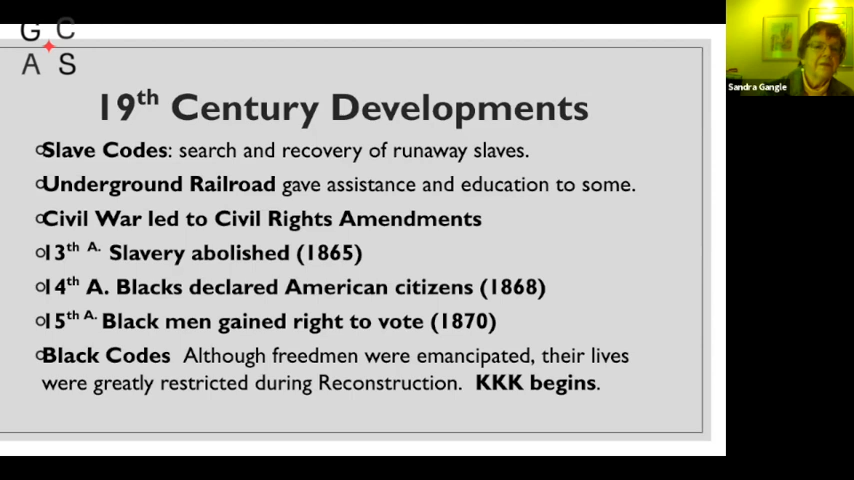 G C
A S
19th Century Developments
Slave Codes: search and recovery of runaway slaves.
Underground Railroad gave assistance and education to some.
Civil War led to Civil Rights Amendments
13th A. Slavery abolished (1865)
14th A. Blacks declared American citizens (1868)
15th A. Black men gained right to vote (1870)
Black Codes Although freedmen were emancipated, their lives
were greatly restricted during Reconstruction. KKK begins.
Sandra Gangle